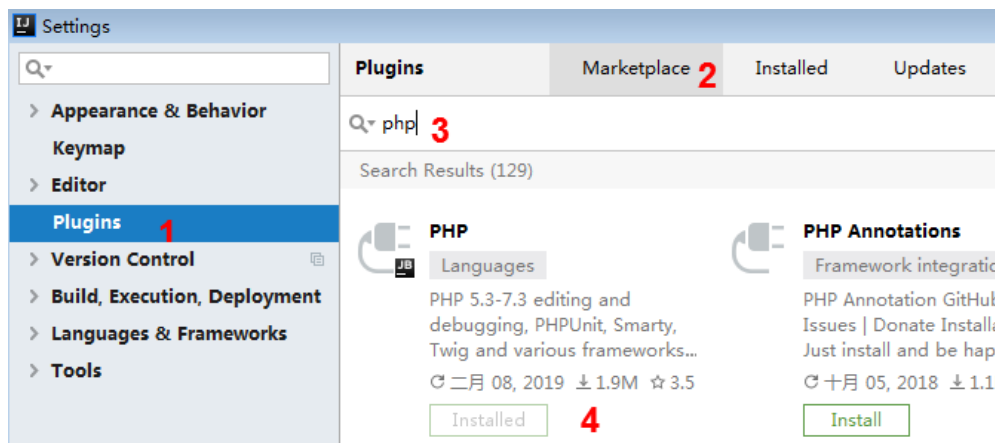 IJ Settings
Plugins Marketplace 2 Installed Updates
Appearance & Behavior
Keymap
Editor
Plugins 1
Version Control
Build, Execution, Deployment
Languages & Frameworks
Tools
php 3
Search Results (129)
PHP
JB
Languages
PHP 5.3-7.3 editing and
debugging, PHPUnit, Smarty,
Twig and various frameworks...
二月 08, 2019 1.9M 3.5
Installed 4
PHP Annotations
Framework
PHP Annotation GitHub
Issues | Donate
Just install and be
十月 05, 2018
Install